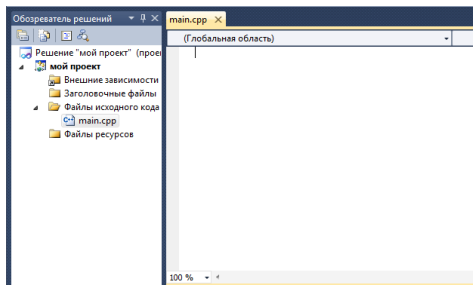 Обозреватель решений
main.cpp
(Глобальная область)
Решение "мой проект" (прое
мой проект
Внешние зависимости
Заголовочные файлы
Файлы исходного кода
main.cpp
Файлы ресурсов
100 %